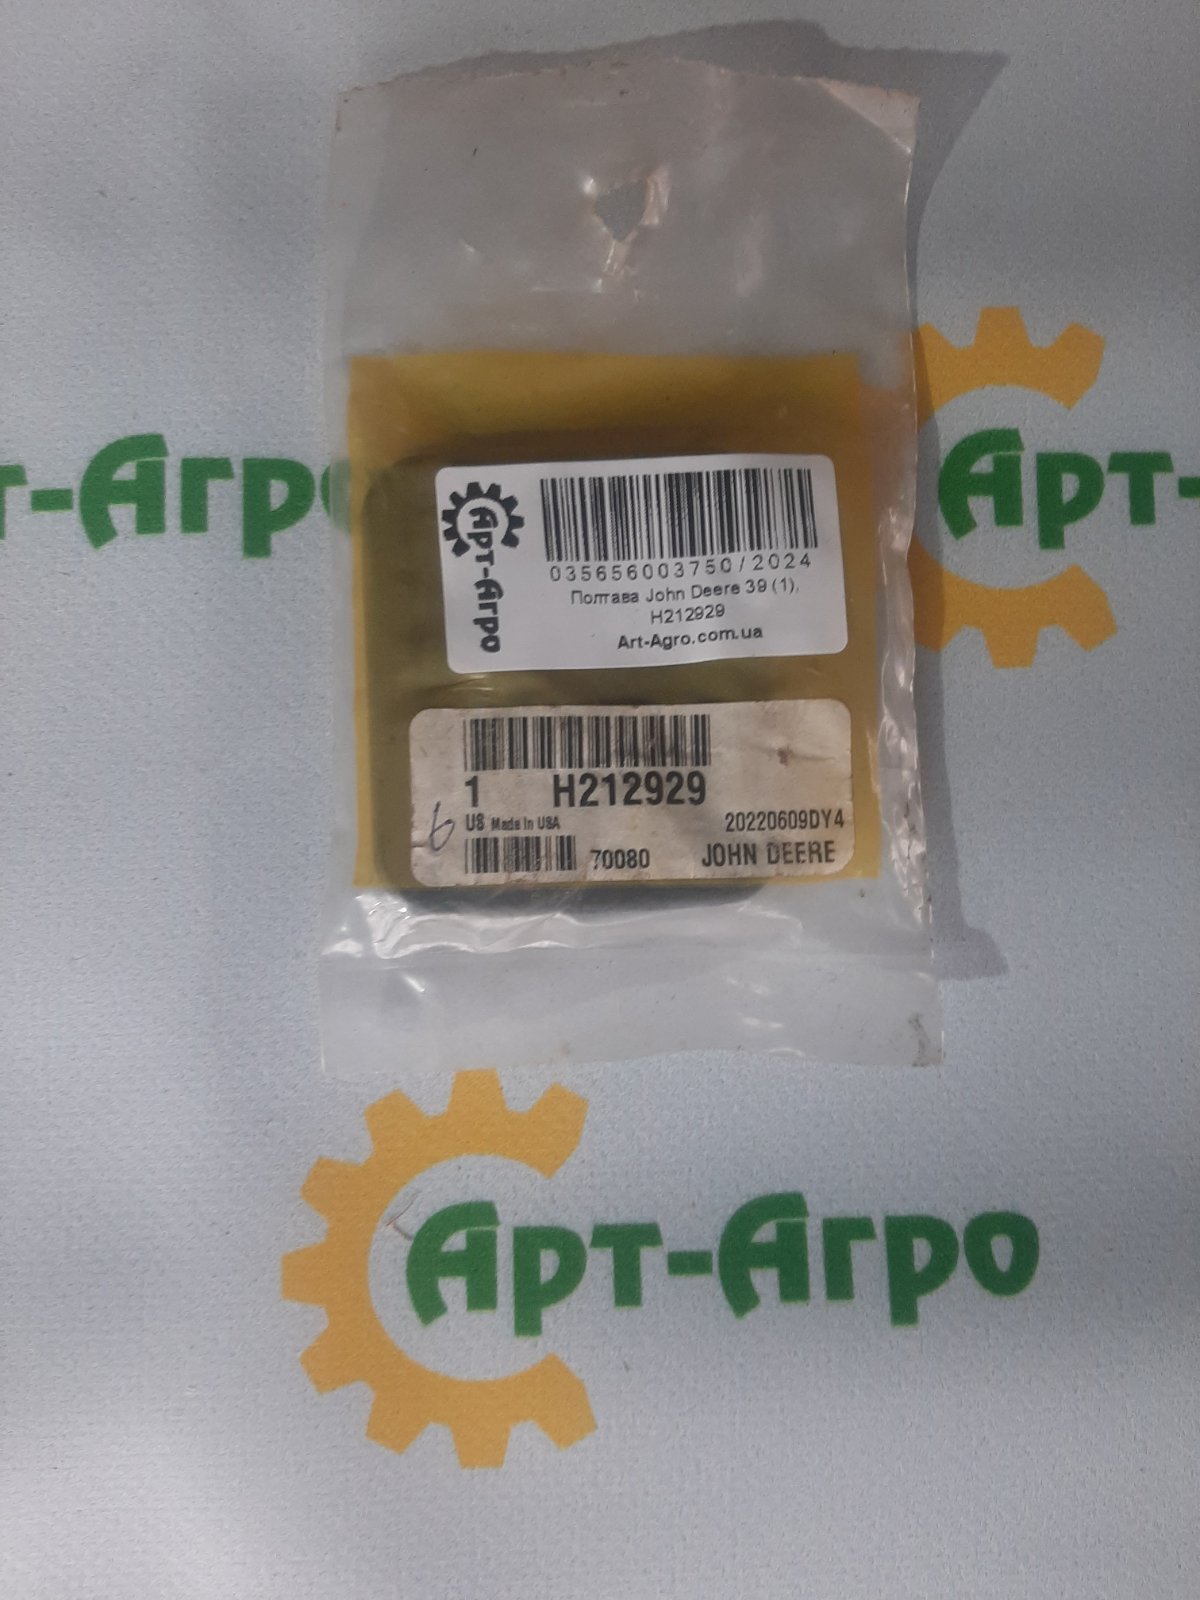 т-Агро
Арт-
Арт-Агро
035656003750/2024
Полтава John Deere 39 (1),
H212929
Art-Agro.com.ua
1 H212929
6
US Made in USA
20220609DY4
70080 JOHN DEERE
Арт-Агро